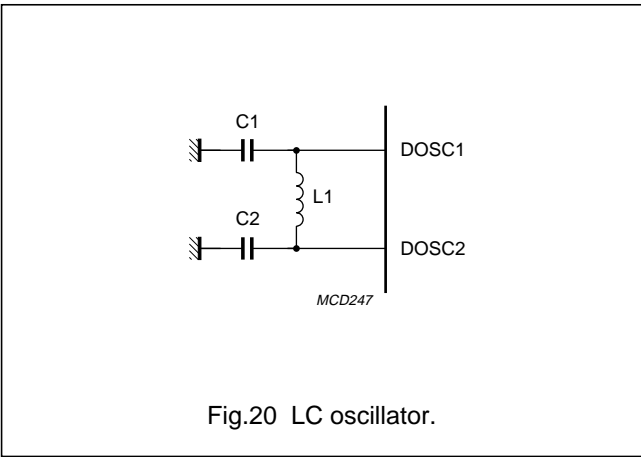 C1
DOSC1
L1
C2
DOSC2
MCD247
Fig.20 LC oscillator.